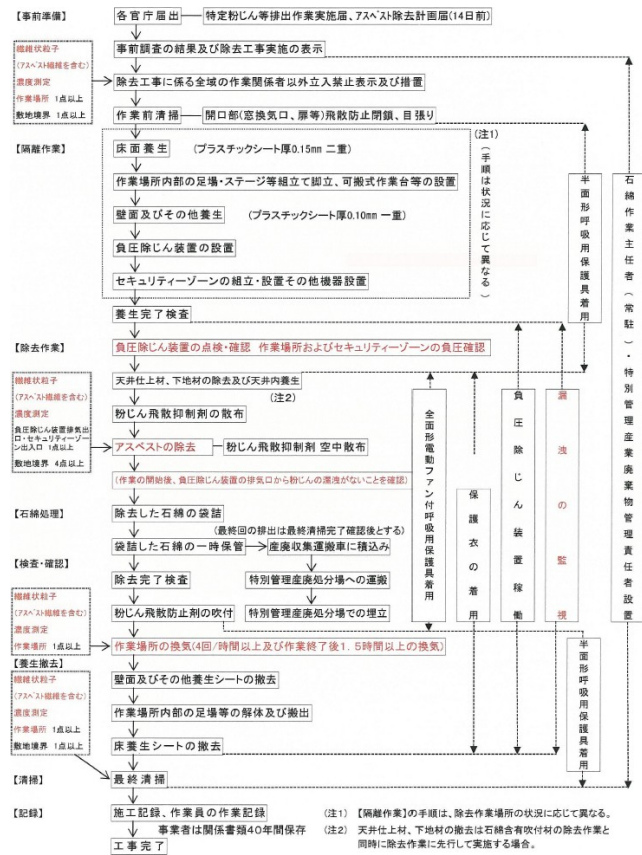 【事前準備】
各官庁届出
特定粉じん等排出作業実施届、アスベスト除去計画届(14日前)
事前調査の結果及び除去工事実施の表示
繊維状粒子
(アスベスト繊維を含む)
濃度測定
作業場所 1点以上
敷地境界 1点以上
除去工事に係る全域の作業関係者以外立入禁止表示及び措置
作業前清掃
開口部(窓換気口、扉等)飛散防止閉鎖、目張り
【隔離作業】
床面養生
(プラスチックシート厚0.15mm 二重)
作業場所内部の足場・ステージ等組立て脚立、可搬式作業台等の設置
壁面及びその他養生
(プラスチックシート厚0.10mm 一重)
負圧除じん装置の設置
セキュリティーゾーンの組立・設置その他機器設置
(注1)
(手順は状況に応じて異なる)
養生完了検査
半面形呼吸用保護具着用
石綿作業主任者(常駐)・特別管理産業廃棄物管理責任者設置
【除去作業】
負圧除じん装置の点検・確認 作業場所およびセキュリティーゾーンの負圧確認
天井仕上材、下地材の除去及び天井内養生
(注2)
繊維状粒子
(アスベスト繊維を含む)
濃度測定
負圧除じん装置排気出口・セキュリティーゾーン出入口 1点以上
敷地境界 4点以上
粉じん飛散抑制剤の散布
アスベストの除去
粉じん飛散抑制剤 空中散布
(作業の開始後、負圧除じん装置の排気口から粉じんの漏洩がないことを確認)
全面形電動ファン付呼吸用保護具着用
保護衣の着用
負圧除じん装置稼働
漏洩の監視
【石綿処理】
除去した石綿の袋詰
(最終回の排出は最終清掃完了確認後とする)
袋詰した石綿の一時保管
産廃収集運搬車に積込み
【検査・確認】
除去完了検査
特別管理産廃処分場への運搬
繊維状粒子
(アスベスト繊維を含む)
濃度測定
作業場所 1点以上
粉じん飛散防止剤の吹付
特別管理産廃処分場での埋立
作業場所の換気(4回/時間以上及び作業終了後1.5時間以上の換気)
半面形呼吸用保護具着用
【養生撤去】
繊維状粒子
(アスベスト繊維を含む)
濃度測定
作業場所 1点以上
敷地境界 1点以上
壁面及びその他養生シートの撤去
作業場所内部の足場等の解体及び搬出
床養生シートの撤去
【清掃】
最終清掃
【記録】
施工記録、作業員の作業記録
事業者は関係書類40年間保存
工事完了
(注1) 【隔離作業】の手順は、除去作業場所の状況に応じて異なる。
(注2) 天井仕上材、下地材の撤去は石綿含有吹付材の除去作業と
同時に除去作業に先行して実施する場合。